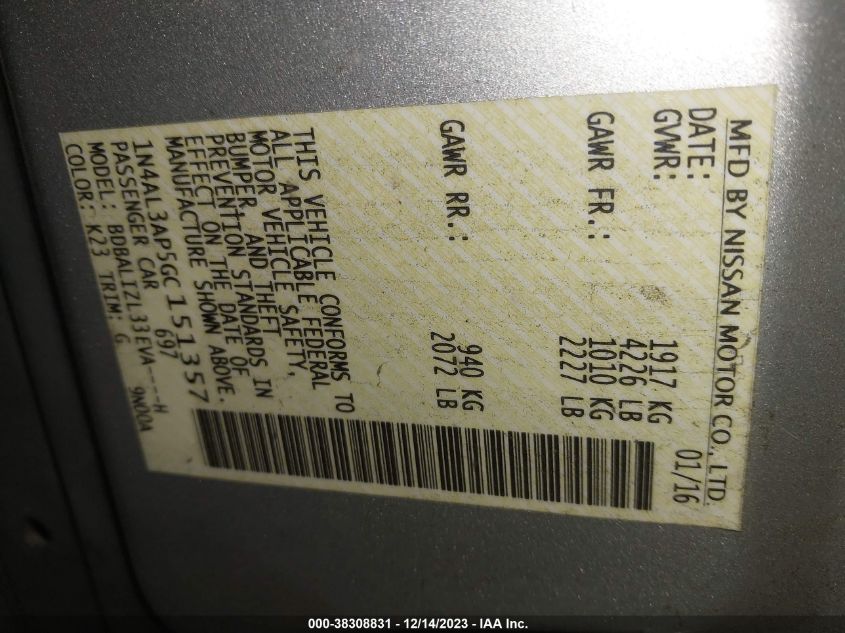 MFD BY NISSAN MOTOR CO., LTD.
DATE: 01/16
GVWR: 1917 KG
4226 LB
GAWR FR.: 1010 KG
2227 LB
GAWR RR.: 940 KG
2072 LB
THIS VEHICLE CONFORMS TO
ALL APPLICABLE FEDERAL
MOTOR VEHICLE SAFETY,
BUMPER, AND THEFT
PREVENTION STANDARDS IN
EFFECT ON THE DATE OF
MANUFACTURE SHOWN ABOVE.
1N4AL3AP5GC151357
PASSENGER CAR 697
MODEL: BDBALIZL33EVA----H
COLOR: K23 TRIM: G 9N00A
000-38308831 - 12/14/2023 - IAA Inc.